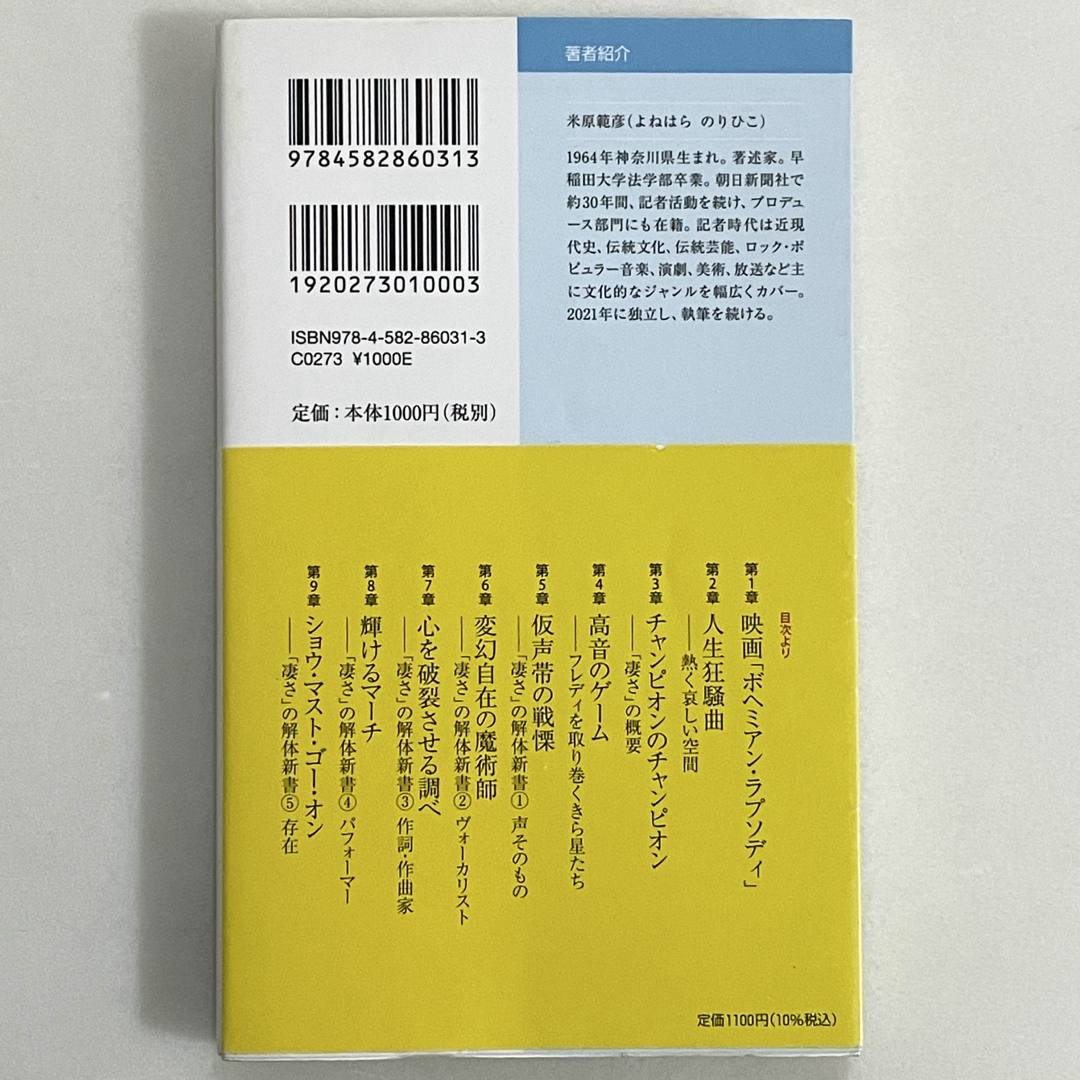 9784582860313
1920273010003
ISBN978-4-582-86031-3
C0273 ¥1000E
定価：本体1000円（税別）
著者紹介
米原範彦（よねはら のりひこ）
1964年神奈川県生まれ。著述家。早
稲田大学法学部卒業。朝日新聞社で
約30年間、記者活動を続け、プロデュ
ース部門にも在籍。記者時代は近現
代史、伝統文化、伝統芸能、ロック・ポ
ピュラー音楽、演劇、美術、放送など主
に文化的なジャンルを幅広くカバー。
2021年に独立し、執筆を続ける。
目次より
第1章 映画「ボヘミアン・ラプソディ」
第2章 人生狂騒曲
――熱く哀しい空間
第3章 チャンピオンのチャンピオン
――「凄さ」の概要
第4章 高音のゲーム
――フレディを取り巻くきら星たち
第5章 仮声帯の戦慄
――「凄さ」の解体新書① 声そのもの
第6章 変幻自在の魔術師
――「凄さ」の解体新書② ヴォーカリスト
第7章 心を破裂させる調べ
――「凄さ」の解体新書③ 作詞・作曲家
第8章 輝けるマーチ
――「凄さ」の解体新書④ パフォーマー
第9章 ショウ・マスト・ゴー・オン
――「凄さ」の解体新書⑤ 存在
定価1100円（10%税込）